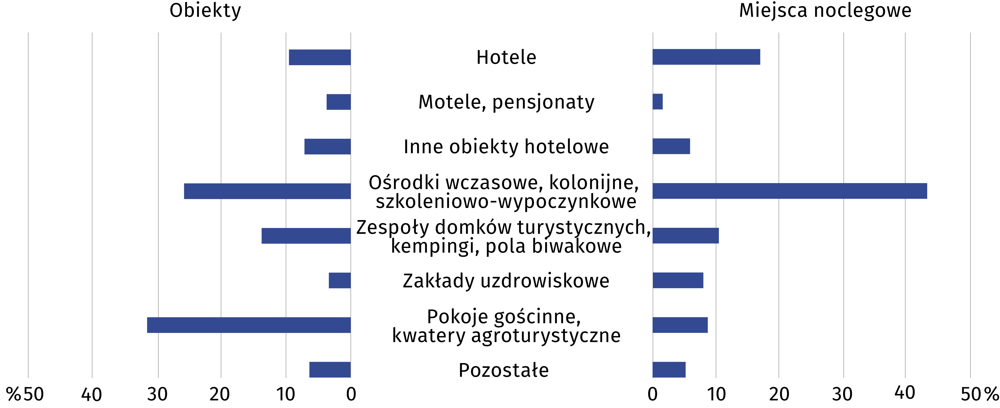 Obiekty
Miejsca noclegowe
Hotele
Motele, pensjonaty
Inne obiekty hotelowe
Ośrodki wczasowe, kolonijne,
szkoleniowo-wypoczynkowe
Zespoły domków turystycznych,
kempingi, pola biwakowe
Zakłady uzdrowiskowe
Pokoje gościnne,
kwatery agroturystyczne
Pozostałe
%50 40 30 20 10 0
0 10 20 30 40 50%